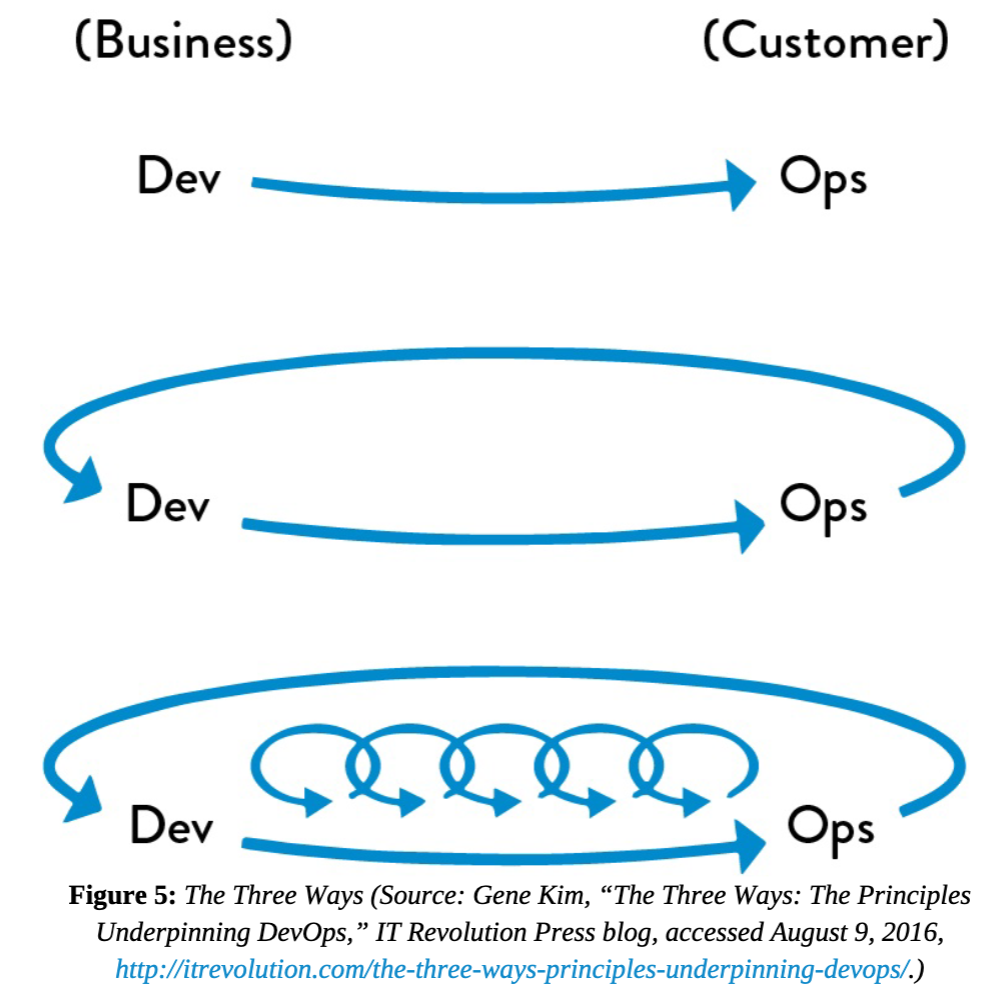 (Business) (Customer)
Dev Ops
Dev Ops
Dev Ops
Figure 5: The Three Ways (Source: Gene Kim, “The Three Ways: The Principles
Underpinning DevOps,” IT Revolution Press blog, accessed August 9, 2016,
http://itrevolution.com/the-three-ways-principles-underpinning-devops/.)